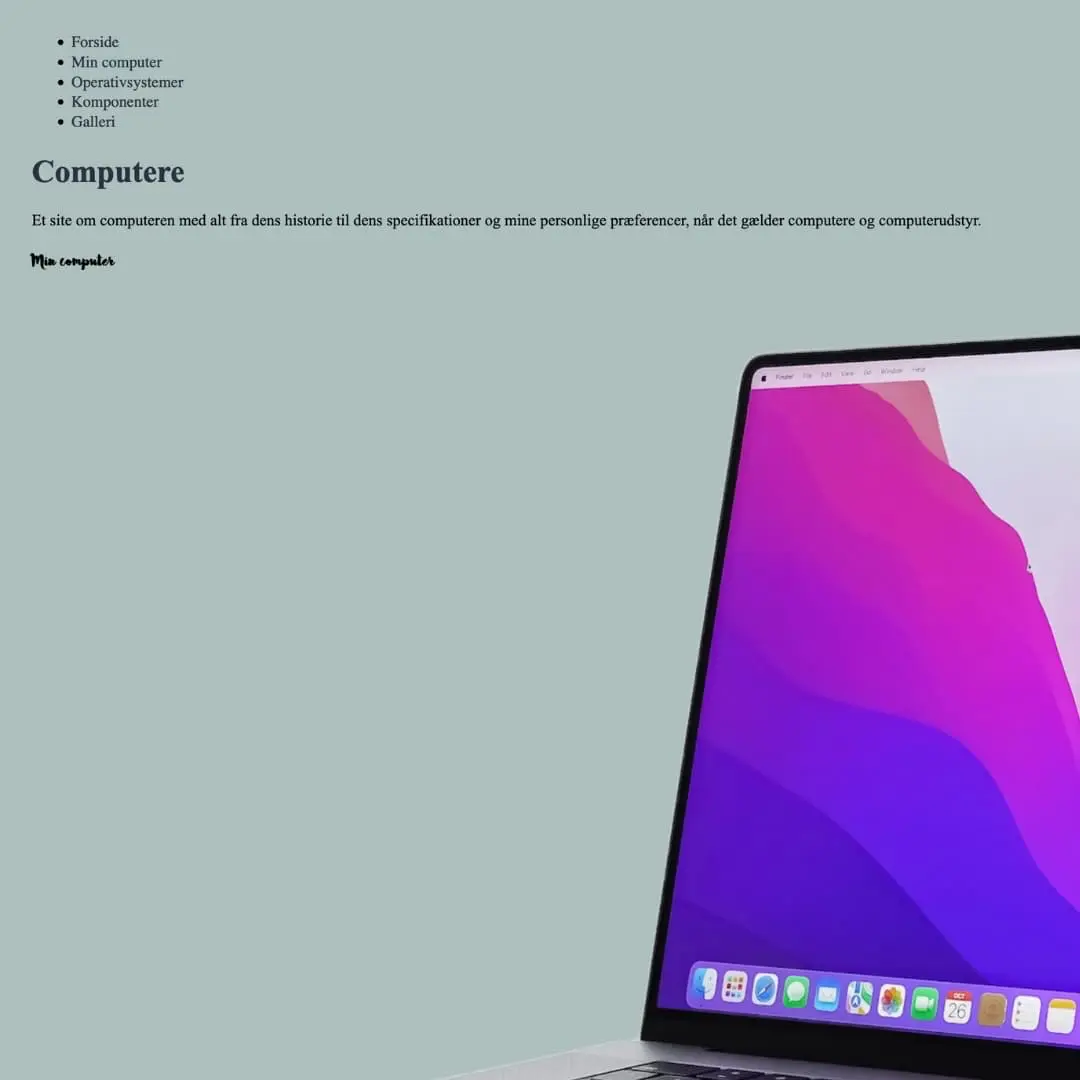 Forside
Min computer
Operativsystemer
Komponenter
Galleri
Computere
Et site om computeren med alt fra dens historie til dens specifikationer og mine personlige præferencer, når det gælder computere og computerudstyr.
Min computer
Finder File Edit View Go Window Help
OCT
26